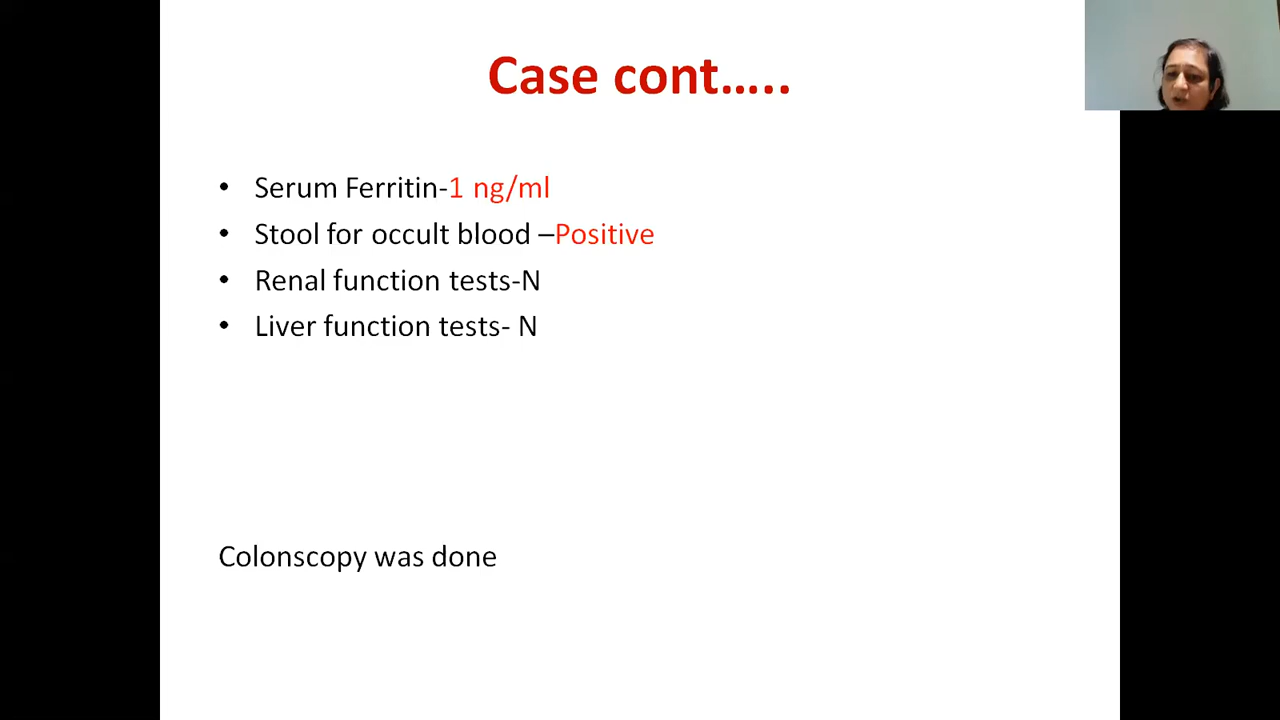 Case cont…..
• Serum Ferritin-1 ng/ml
• Stool for occult blood –Positive
• Renal function tests-N
• Liver function tests- N
Colonscopy was done